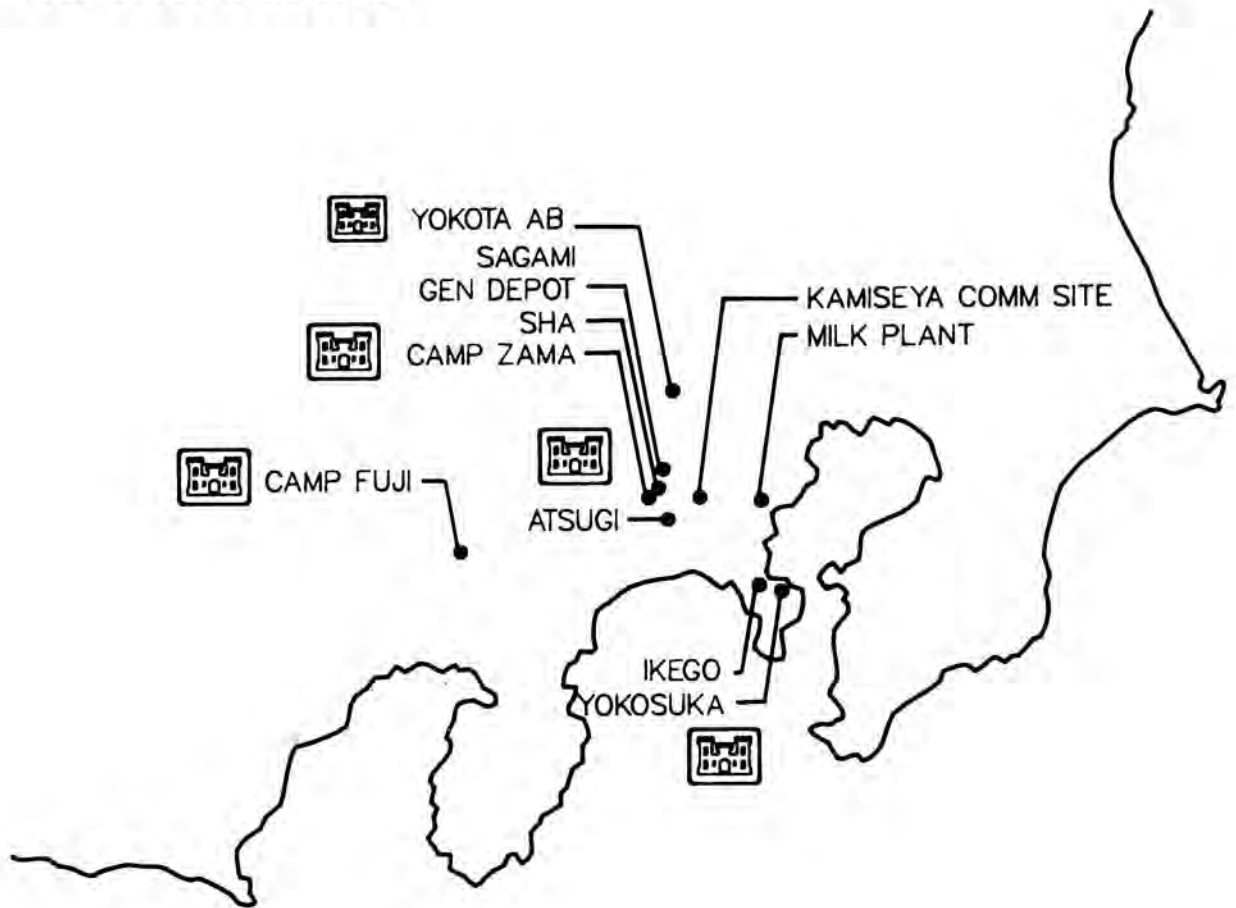 YOKOTA AB
SAGAMI
GEN DEPOT
SHA
CAMP ZAMA
KAMISEYA COMM SITE
MILK PLANT
CAMP FUJI
ATSUGI
IKEGO
YOKOSUKA